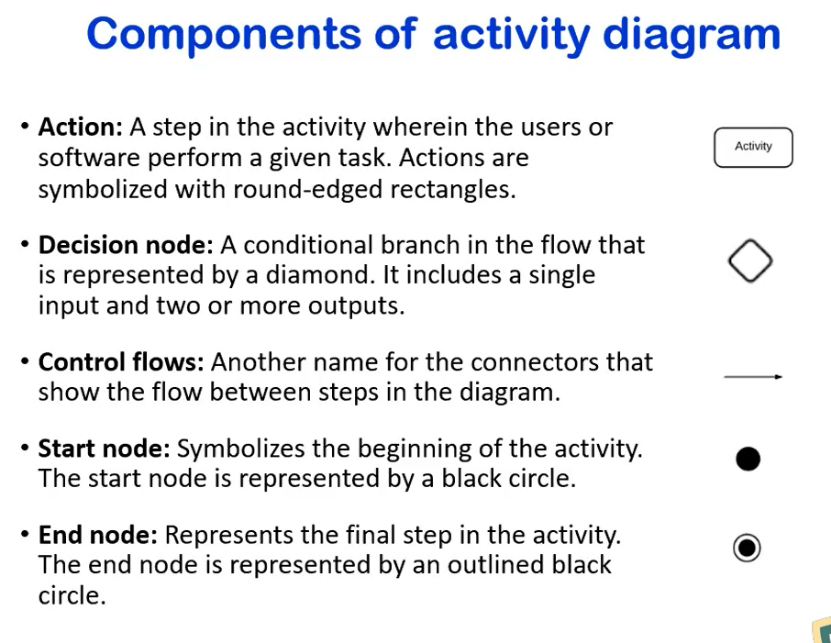 Components of activity diagram
• Action: A step in the activity wherein the users or
software perform a given task. Actions are
symbolized with round-edged rectangles.
Activity
• Decision node: A conditional branch in the flow that
is represented by a diamond. It includes a single
input and two or more outputs.
• Control flows: Another name for the connectors that
show the flow between steps in the diagram.
• Start node: Symbolizes the beginning of the activity.
The start node is represented by a black circle.
• End node: Represents the final step in the activity.
The end node is represented by an outlined black
circle.